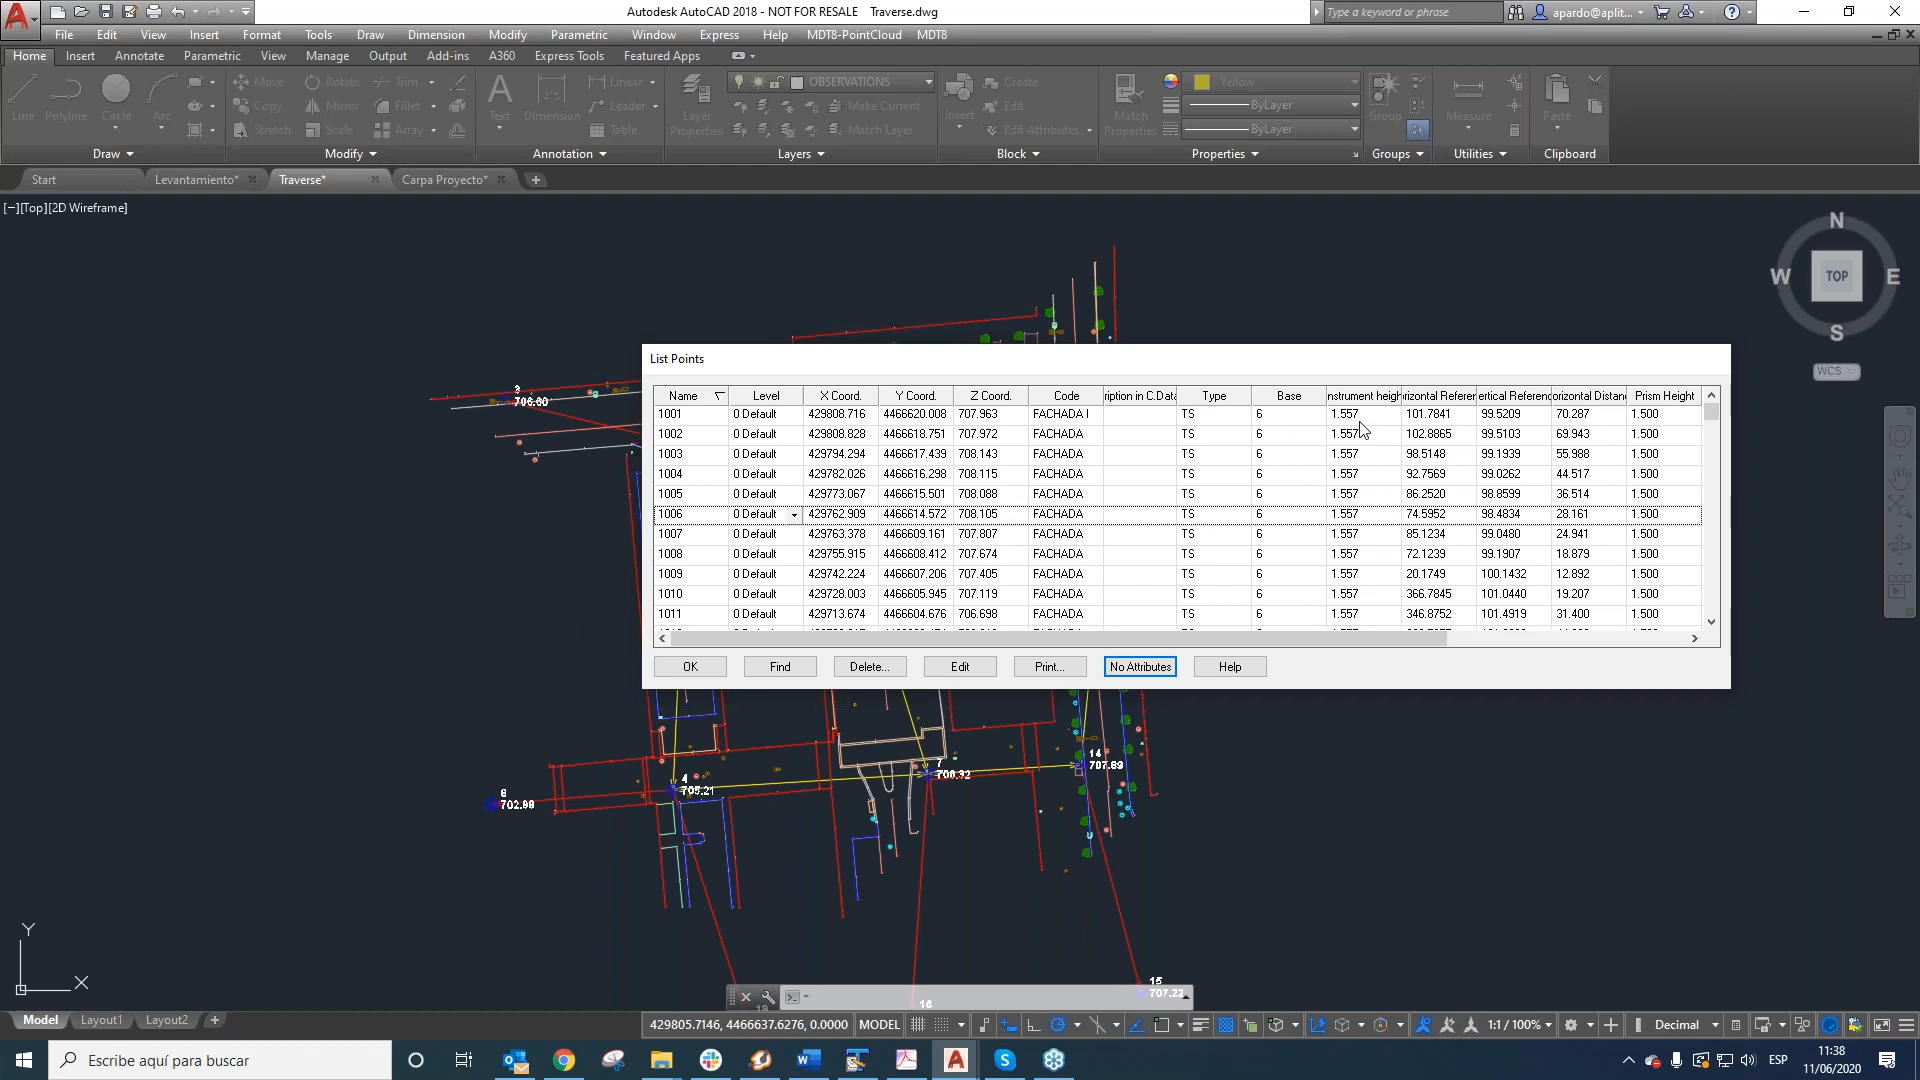 Autodesk AutoCAD 2018 - NOT FOR RESALE Traverse.dwg
Type a keyword or phrase
apardo@aplit...
File Edit View Insert Format Tools Draw Dimension Modify Parametric Window Express Help MDT8-PointCloud MDT8
Home Insert Annotate Parametric View Manage Output Add-ins A360 Express Tools Featured Apps
Line Polyline Circle Arc
Move Rotate Trim
Copy Mirror Fillet
Stretch Scale Array
Text Dimension
Linear
Leader
Table
Layer Properties
OBSERVATIONS
Make Current
Match Layer
Insert
Create
Edit
Edit Attributes
Match Properties
Yellow
ByLayer
ByLayer
Group
Measure
Paste
Draw Modify Annotation Layers Block Properties Groups Utilities Clipboard
Start Levantamiento* Traverse* Carpa Proyecto*
[−][Top][2D Wireframe]
N
W TOP E
S
WCS
3
706.60
List Points
Name Level X Coord. Y Coord. Z Coord. Code ription in C.Data Type Base nstrument heigh rizontal Referen ertical Referenc orizontal Distanc Prism Height
1001 0 Default 429808.716 4466620.008 707.963 FACHADA I TS 6 1.557 101.7841 99.5209 70.287 1.500
1002 0 Default 429808.828 4466618.751 707.972 FACHADA TS 6 1.557 102.8865 99.5103 69.943 1.500
1003 0 Default 429794.294 4466617.439 708.143 FACHADA TS 6 1.557 98.5148 99.1939 55.988 1.500
1004 0 Default 429782.026 4466616.298 708.115 FACHADA TS 6 1.557 92.7569 99.0262 44.517 1.500
1005 0 Default 429773.067 4466615.501 708.088 FACHADA TS 6 1.557 86.2520 98.8599 36.514 1.500
1006 0 Default 429762.909 4466614.572 708.105 FACHADA TS 6 1.557 74.5952 98.4834 28.161 1.500
1007 0 Default 429763.378 4466609.161 707.807 FACHADA TS 6 1.557 85.1234 99.0480 24.941 1.500
1008 0 Default 429755.915 4466608.412 707.674 FACHADA TS 6 1.557 72.1239 99.1907 18.879 1.500
1009 0 Default 429742.224 4466607.206 707.405 FACHADA TS 6 1.557 20.1749 100.1432 12.892 1.500
1010 0 Default 429728.003 4466605.945 707.119 FACHADA TS 6 1.557 366.7845 101.0440 19.207 1.500
1011 0 Default 429713.674 4466604.676 706.698 FACHADA TS 6 1.557 346.8752 101.4919 31.400 1.500
OK Find Delete... Edit Print... No Attributes Help
14
707.69
7
4
705.21
702.98
15
707.22
16
Y
X
Model Layout1 Layout2
429805.7146, 4466637.6276, 0.0000 MODEL 1:1 / 100% Decimal
Escribe aquí para buscar
ESP
11:38
11/06/2020